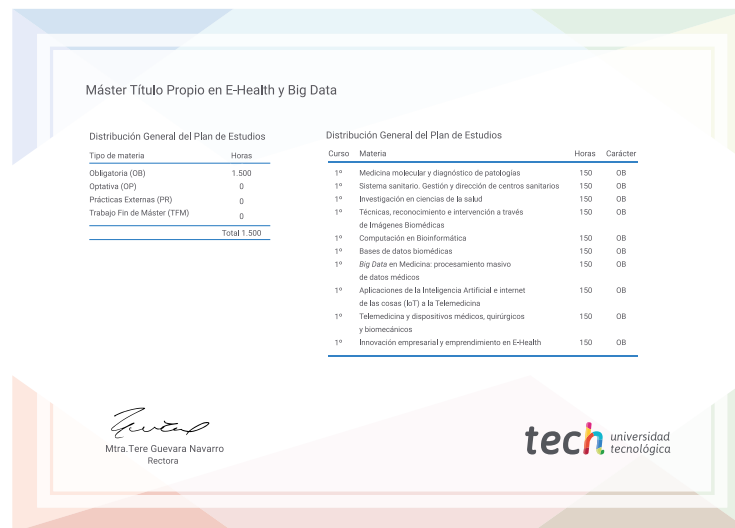 Máster Título Propio en E-Health y Big Data
Distribución General del Plan de Estudios
Tipo de materia Horas
Obligatoria (OB) 1.500
Optativa (OP) 0
Prácticas Externas (PR) 0
Trabajo Fin de Máster (TFM) 0
Total 1.500
Distribución General del Plan de Estudios
Curso Materia Horas Carácter
1º Medicina molecular y diagnóstico de patologías 150 OB
1º Sistema sanitario. Gestión y dirección de centros sanitarios 150 OB
1º Investigación en ciencias de la salud 150 OB
1º Técnicas, reconocimiento e intervención a través 150 OB
de Imágenes Biomédicas
1º Computación en Bioinformática 150 OB
1º Bases de datos biomédicas 150 OB
1º Big Data en Medicina: procesamiento masivo 150 OB
de datos médicos
1º Aplicaciones de la Inteligencia Artificial e internet 150 OB
de las cosas (IoT) a la Telemedicina
1º Telemedicina y dispositivos médicos, quirúrgicos 150 OB
y biomecánicos
1º Innovación empresarial y emprendimiento en E-Health 150 OB
Mtra.Tere Guevara Navarro
Rectora
tech universidad
tecnológica